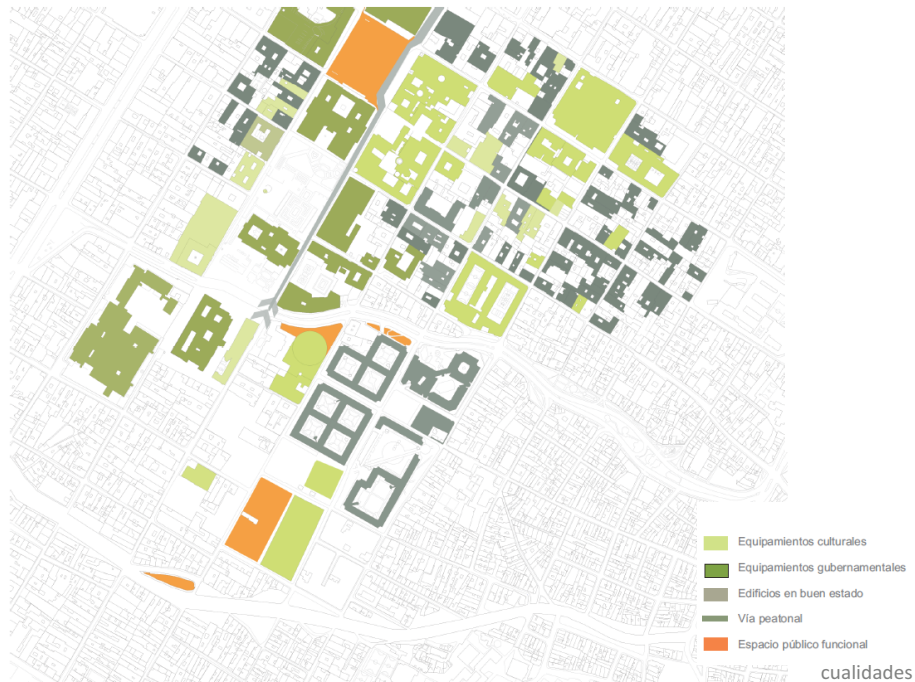 Equipamientos culturales
Equipamientos gubernamentales
Edificios en buen estado
Vía peatonal
Espacio público funcional
cualidades